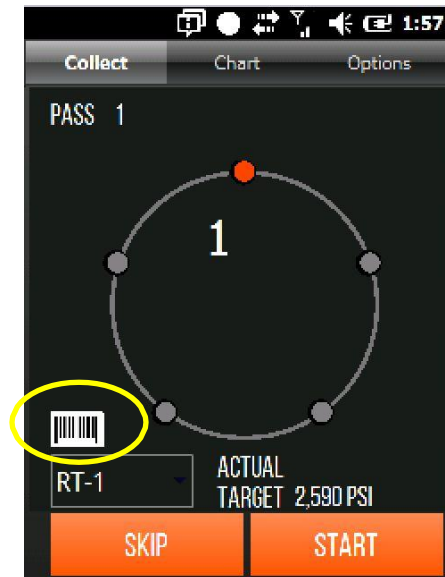 1:57
Collect Chart Options
PASS 1
1
RT-1
ACTUAL
TARGET 2,590 PSI
SKIP START